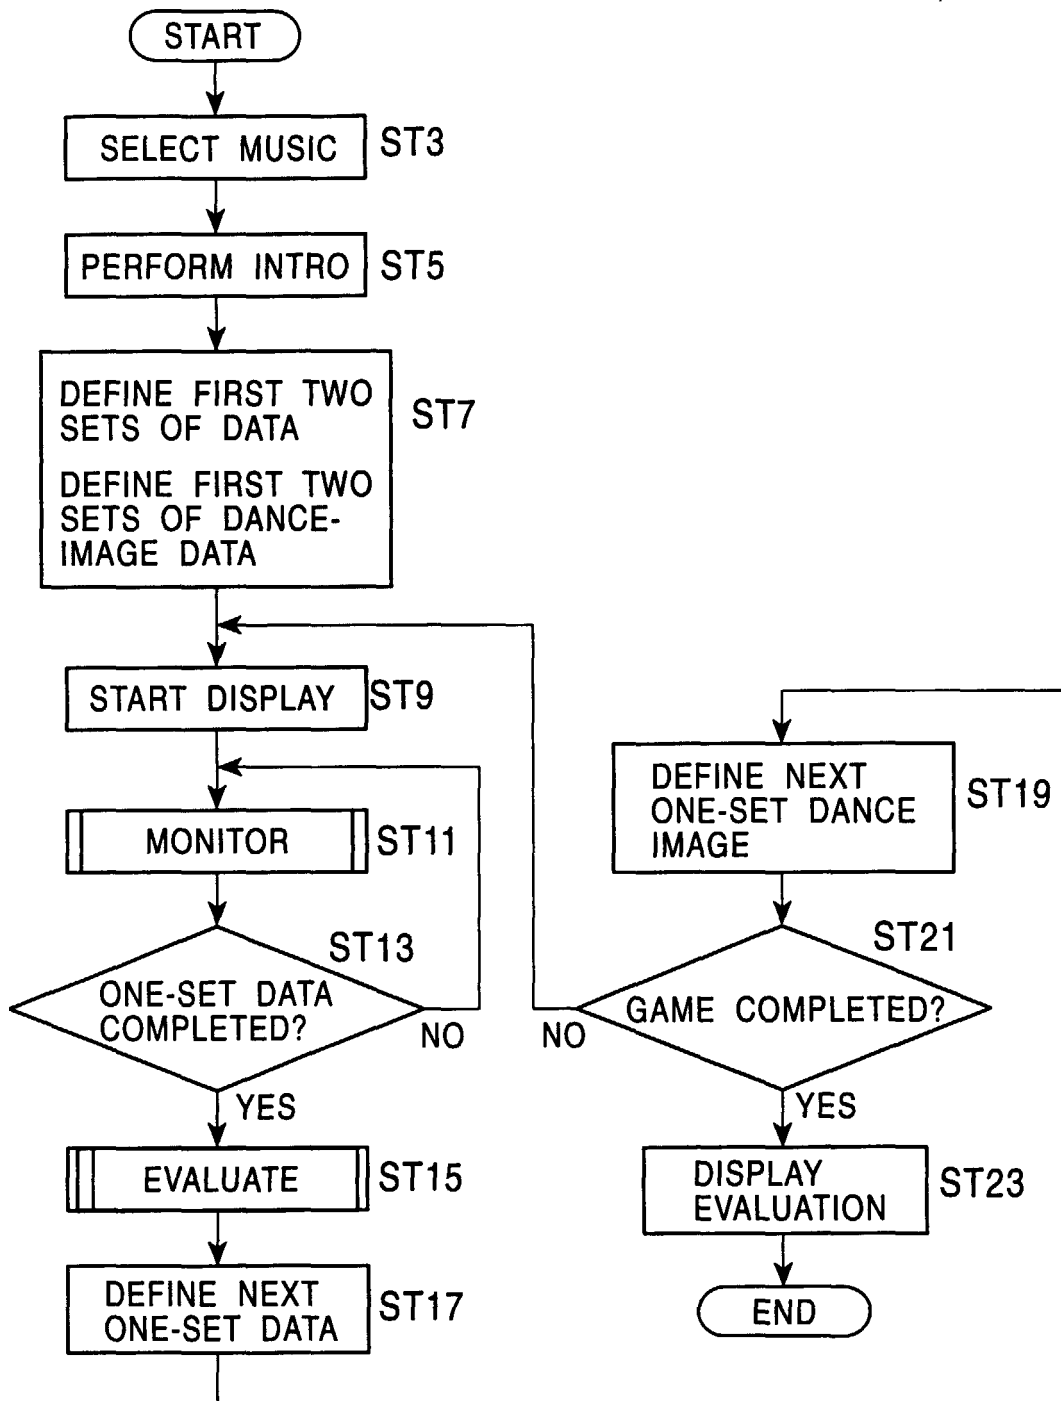 START
SELECT MUSIC
ST3
PERFORM INTRO
ST5
DEFINE FIRST TWO
SETS OF DATA
DEFINE FIRST TWO
SETS OF DANCE-
IMAGE DATA
ST7
START DISPLAY
ST9
MONITOR
ST11
ST13
ONE-SET DATA
COMPLETED?
NO
YES
EVALUATE
ST15
DEFINE NEXT
ONE-SET DATA
ST17
DEFINE NEXT
ONE-SET DANCE
IMAGE
ST19
ST21
GAME COMPLETED?
NO
YES
DISPLAY
EVALUATION
ST23
END